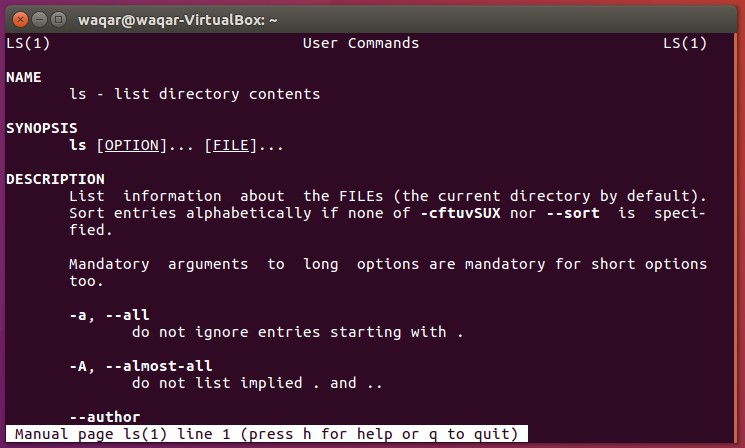 waqar@waqar-VirtualBox: ~
LS(1) User Commands LS(1)
NAME
ls - list directory contents
SYNOPSIS
ls [OPTION]... [FILE]...
DESCRIPTION
List information about the FILEs (the current directory by default).
Sort entries alphabetically if none of -cftuvSUX nor --sort is speci-
fied.
Mandatory arguments to long options are mandatory for short options
too.
-a, --all
do not ignore entries starting with .
-A, --almost-all
do not list implied . and ..
--author
Manual page ls(1) line 1 (press h for help or q to quit)